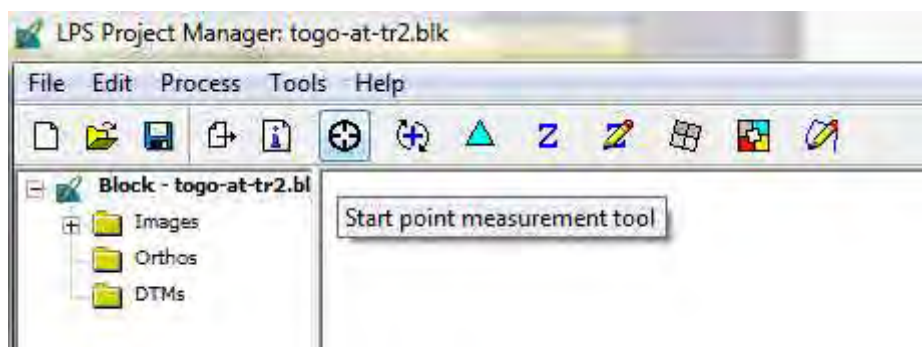 LPS Project Manager: togo-at-tr2.blk
File Edit Process Tools Help
Z Z
Block - togo-at-tr2.bl
Images
Start point measurement tool
Orthos
DTMs